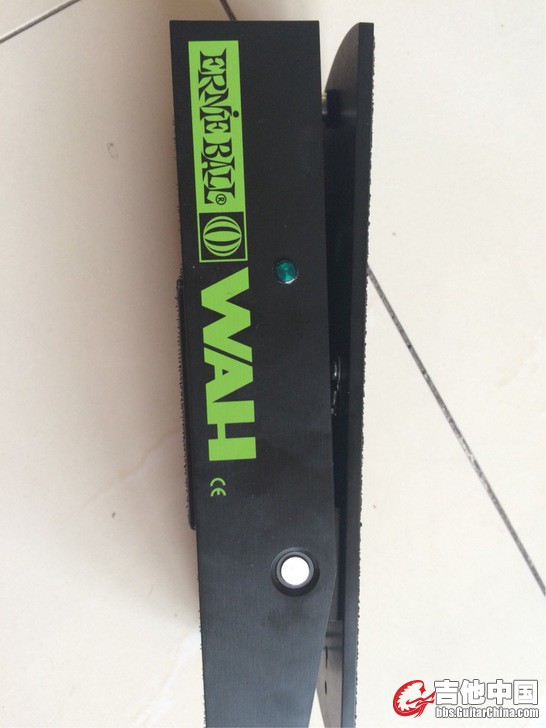 ERNIE BALL®
WAH
CE
吉他中国
bbs.GuitarChina.com